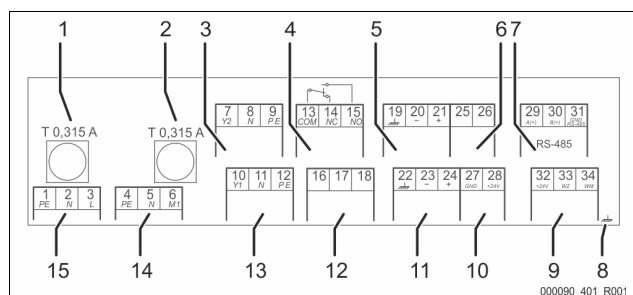 1 2 3 4 5 6 7
T 0,315 A T 0,315 A
7 8 9 13 14 15 19 20 21 25 26 29 30 31
Y2 N PE COM NC NO − + A(+) B(+) GND RS-485
RS-485
10 11 12 16 17 18 22 23 24 27 28 32 33 34
Y1 N PE − + GND +24V +24V WZ WM
1 2 3 4 5 6
PE N L PE N M1
15 14 13 12 11 10 9 8
000090_401_R001